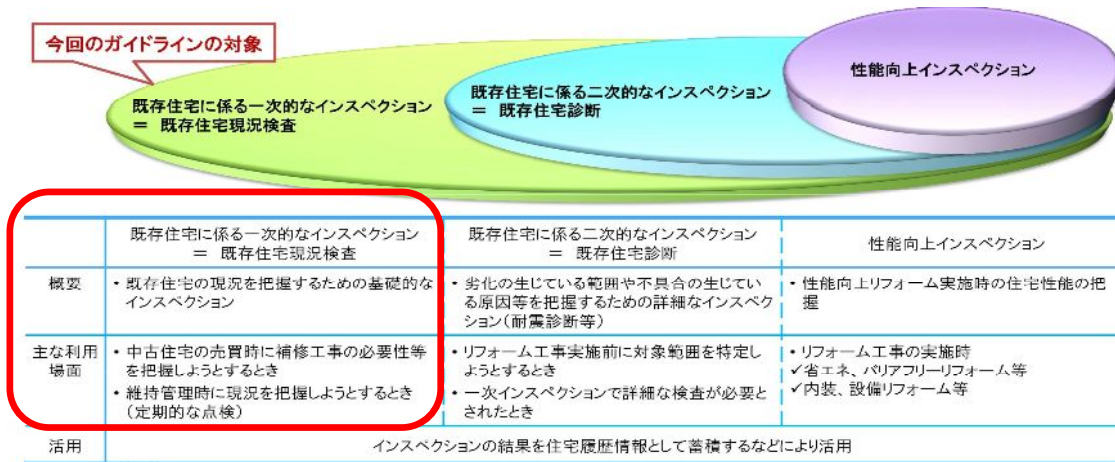 今回のガイドラインの対象
既存住宅に係る一次的なインスペクション
＝ 既存住宅現況検査
既存住宅に係る二次的なインスペクション
＝ 既存住宅診断
性能向上インスペクション
既存住宅に係る一次的なインスペクション
＝ 既存住宅現況検査
既存住宅に係る二次的なインスペクション
＝ 既存住宅診断
性能向上インスペクション
概要
・既存住宅の現況を把握するための基礎的な
インスペクション
・劣化の生じている範囲や不具合の生じてい
る原因等を把握するための詳細なインスペク
ション(耐震診断等)
・性能向上リフォーム実施時の住宅性能の把
握
主な利用
場面
・中古住宅の売買時に補修工事の必要性等
を把握しようとするとき
・維持管理時に現況を把握しようとするとき
(定期的な点検)
・リフォーム工事実施前に対象範囲を特定し
ようとするとき
・一次インスペクションで詳細な検査が必要と
されたとき
・リフォーム工事の実施時
✓省エネ、バリアフリーリフォーム等
✓内装、設備リフォーム等
活用
インスペクションの結果を住宅履歴情報として蓄積するなどにより活用